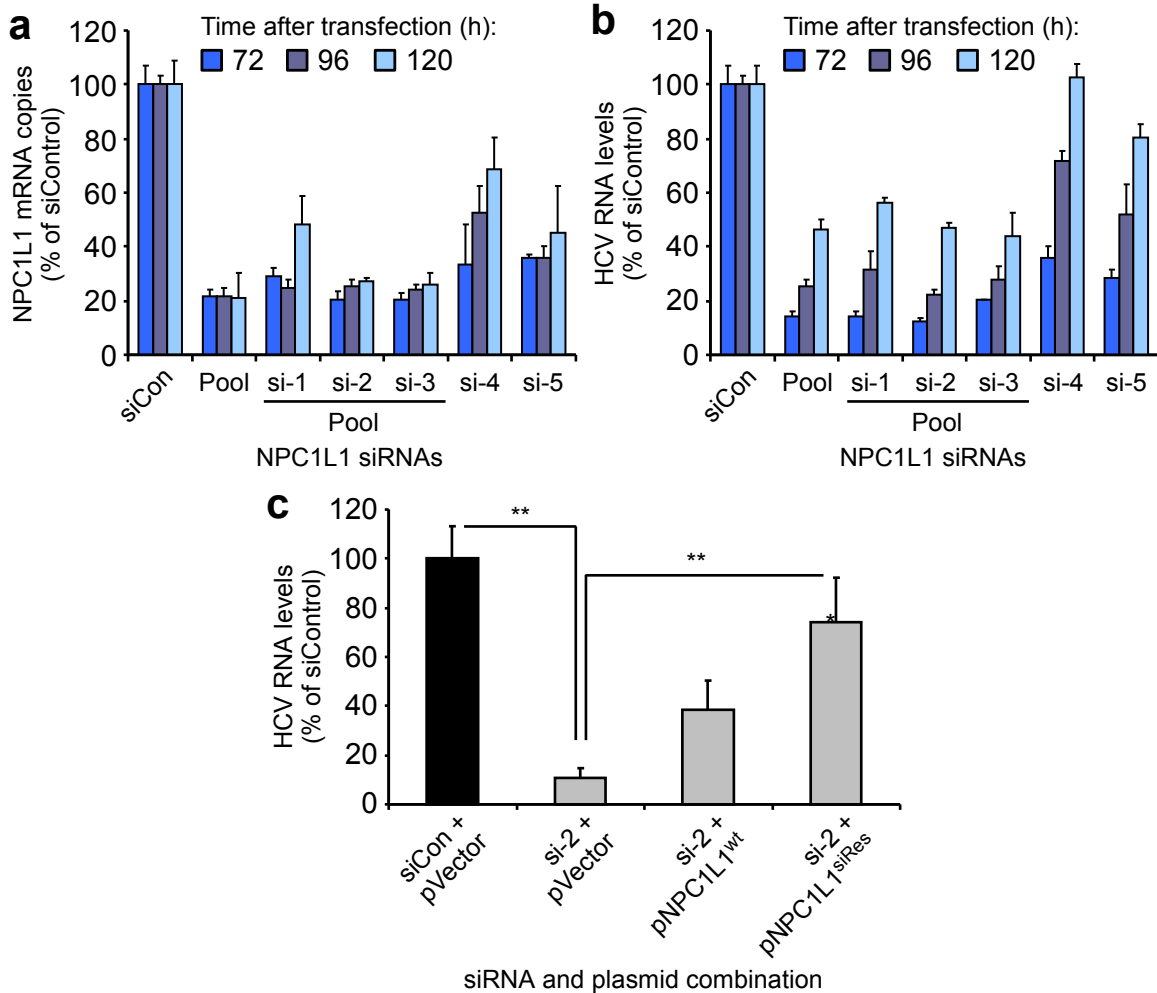 a
Time after transfection (h):
72 96 120
NPC1L1 mRNA copies
(% of siControl)
120
100
80
60
40
20
0
siCon Pool si-1 si-2 si-3 si-4 si-5
Pool
NPC1L1 siRNAs
b
Time after transfection (h):
72 96 120
HCV RNA levels
(% of siControl)
120
100
80
60
40
20
0
siCon Pool si-1 si-2 si-3 si-4 si-5
Pool
NPC1L1 siRNAs
c
HCV RNA levels
(% of siControl)
120
100
80
60
40
20
0
**
**
*
siCon +
pVector
si-2 +
pVector
si-2 +
pNPC1L1wt
si-2 +
pNPC1L1siRes
siRNA and plasmid combination